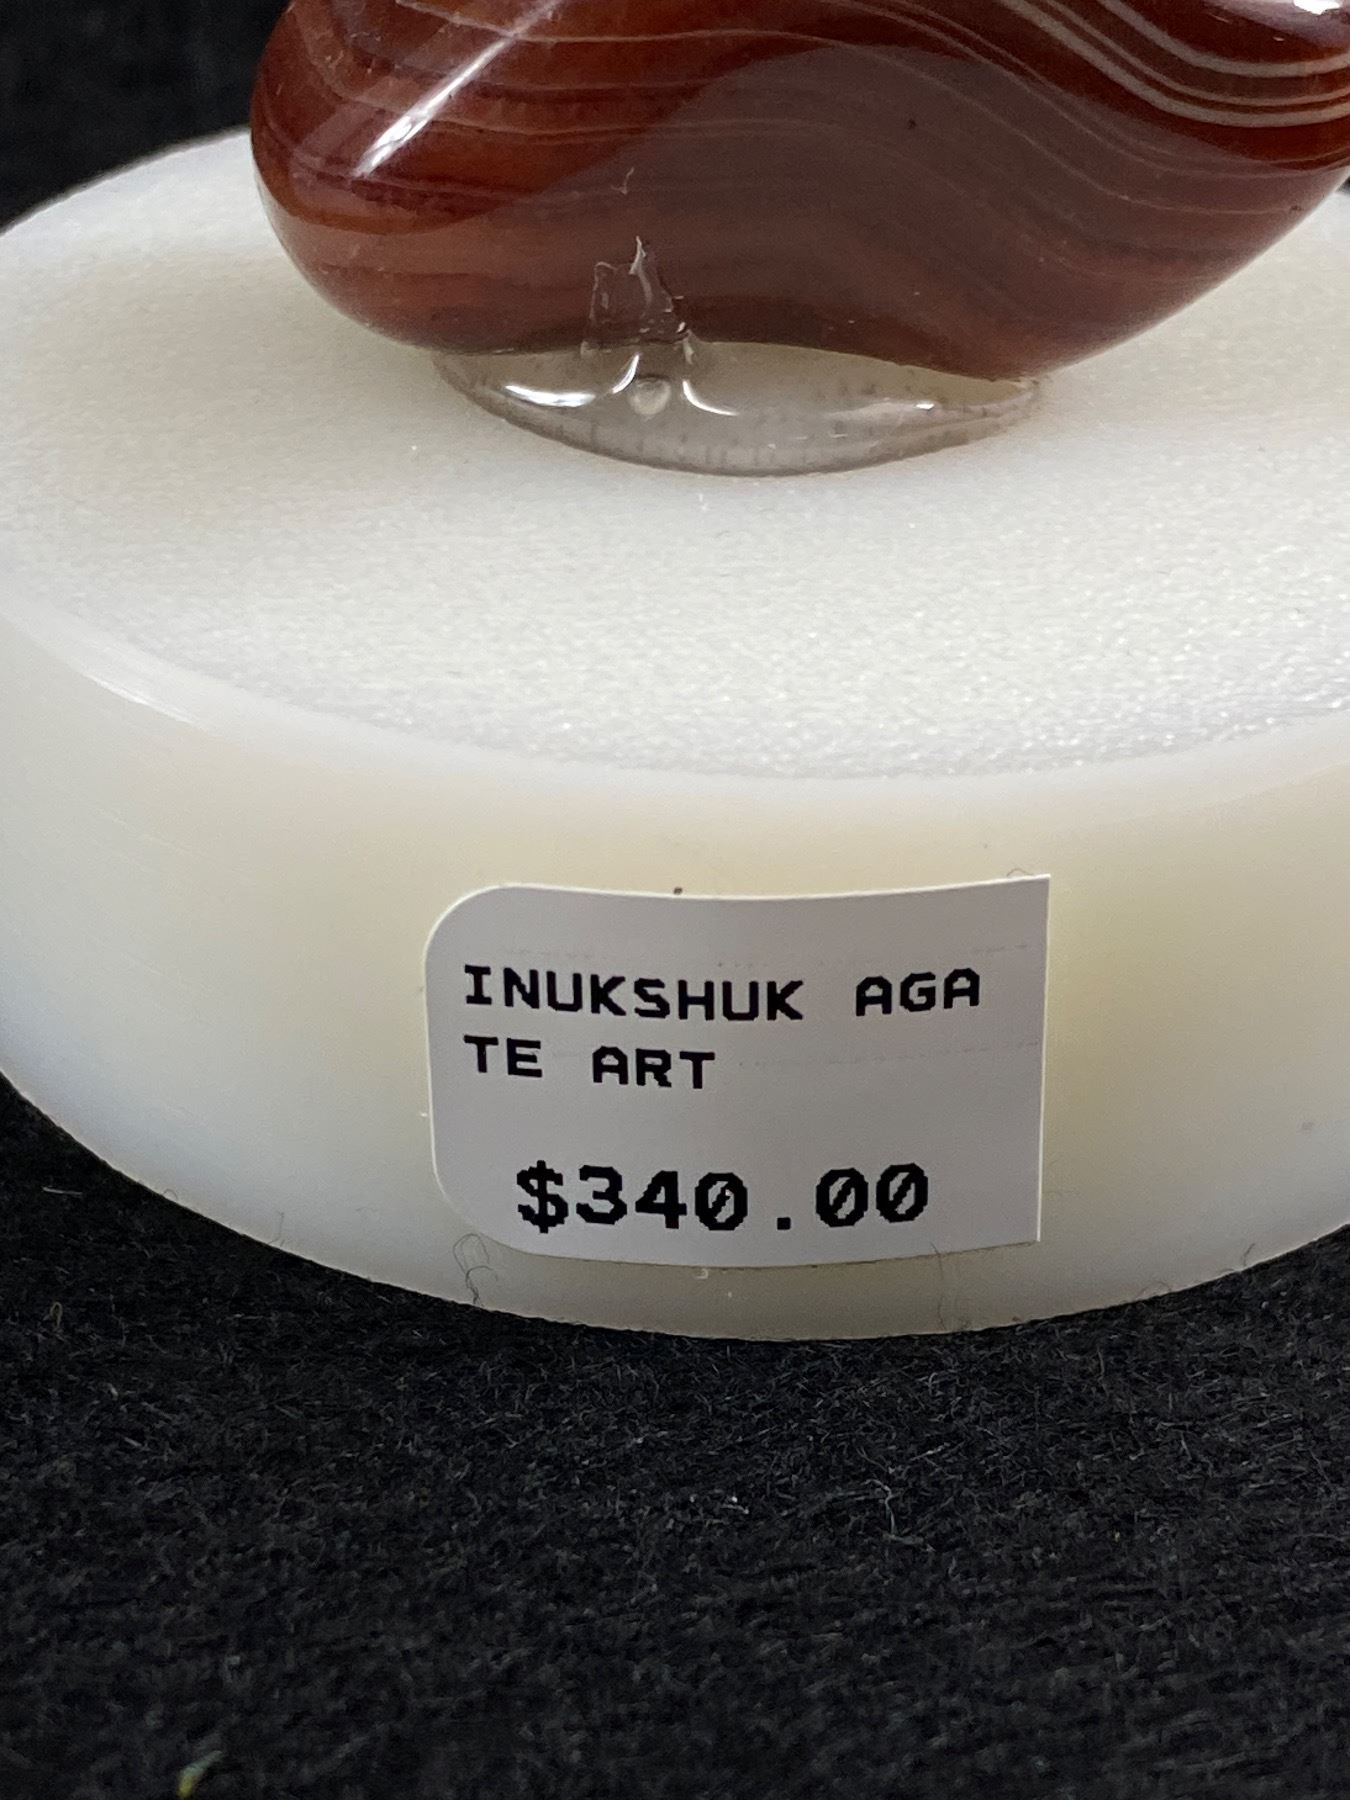 INUKSHUK AGA
TE ART
$340.00